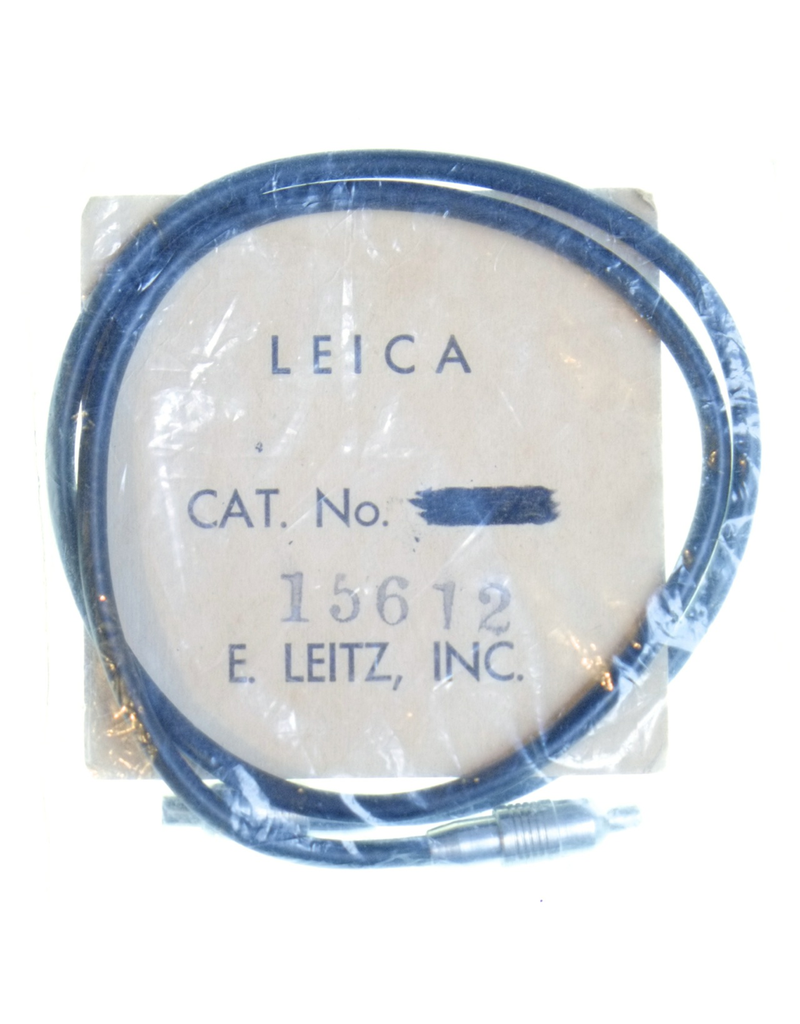 LEICA
CAT. No.
15612
E. LEITZ, INC.